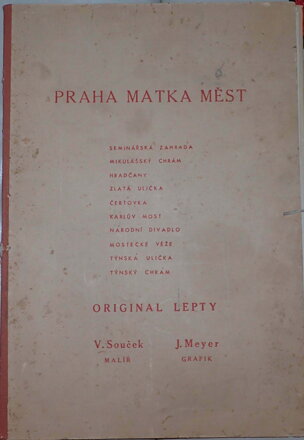 PRAHA MATKA MĚST
SEMINÁŘSKÁ ZAHRADA
MIKULÁŠSKÝ CHRÁM
HRADČANY
ZLATÁ ULIČKA
ČERTOVKA
KARLŮV MOST
NÁRODNÍ DIVADLO
MOSTECKÉ VĚŽE
TÝNSKÁ ULIČKA
TÝNSKÝ CHRÁM
ORIGINAL LEPTY
V. Souček J. Meyer
MALÍŘ GRAFIK